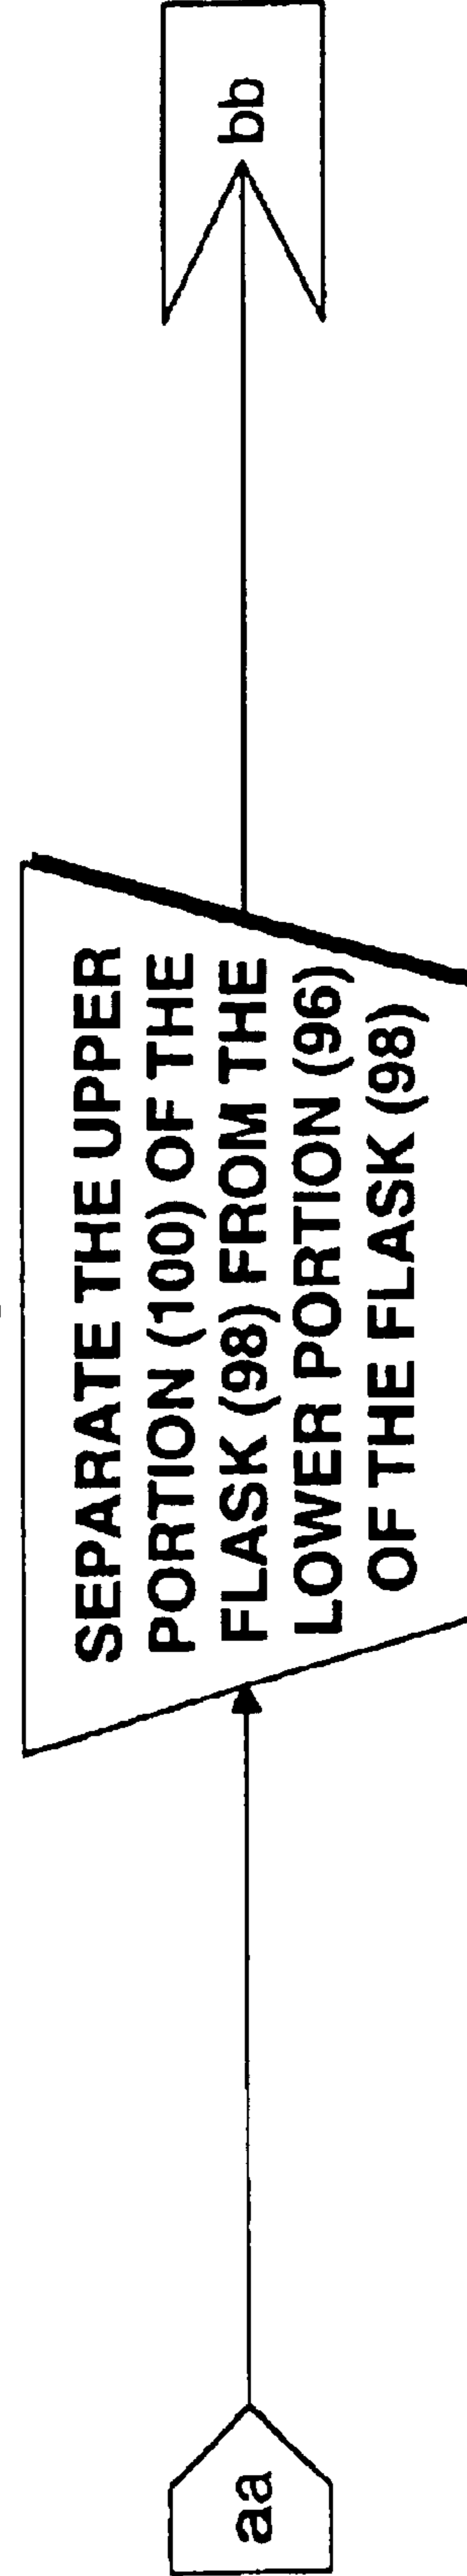 aa
SEPARATE THE UPPER
PORTION (100) OF THE
FLASK (98) FROM THE
LOWER PORTION (96)
OF THE FLASK (98)
bb